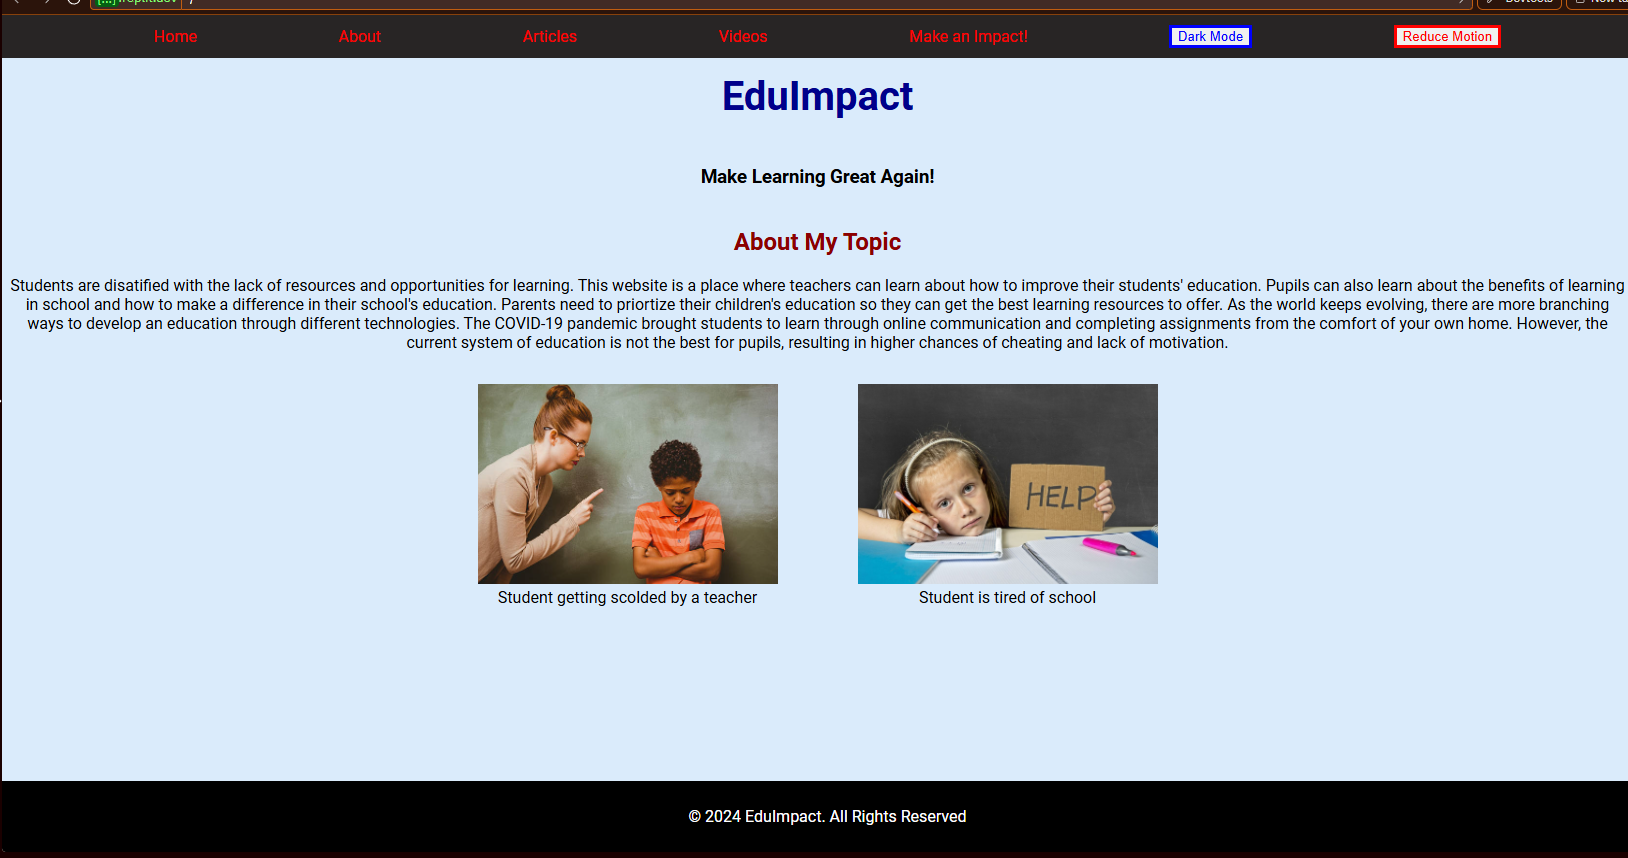 Home About Articles Videos Make an Impact! Dark Mode Reduce Motion
EduImpact
Make Learning Great Again!
About My Topic
Students are disatified with the lack of resources and opportunities for learning. This website is a place where teachers can learn about how to improve their students' education. Pupils can also learn about the benefits of learning
in school and how to make a difference in their school's education. Parents need to priortize their children's education so they can get the best learning resources to offer. As the world keeps evolving, there are more branching
ways to develop an education through different technologies. The COVID-19 pandemic brought students to learn through online communication and completing assignments from the comfort of your own home. However, the
current system of education is not the best for pupils, resulting in higher chances of cheating and lack of motivation.
HELP
Student getting scolded by a teacher
Student is tired of school
© 2024 EduImpact. All Rights Reserved